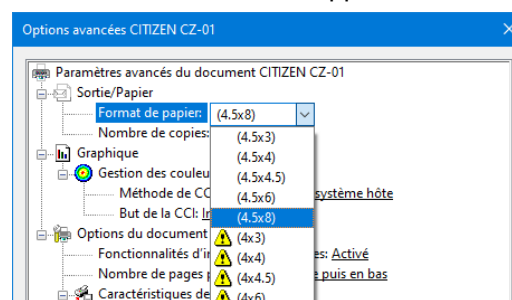 Options avancées CITIZEN CZ-01
Paramètres avancés du document CITIZEN CZ-01
Sortie/Papier
Format de papier: (4.5x8)
Nombre de copies:
(4.5x3)
Graphique
(4.5x4)
Gestion des couleu
(4.5x4.5)
Méthode de CC
(4.5x6)
système hôte
But de la CCI:
(4.5x8)
Options du document
(4x3)
Fonctionnalités d'i
(4x4)
es: Activé
Nombre de pages
(4x4.5)
e puis en bas
Caractéristiques de
(4x6)